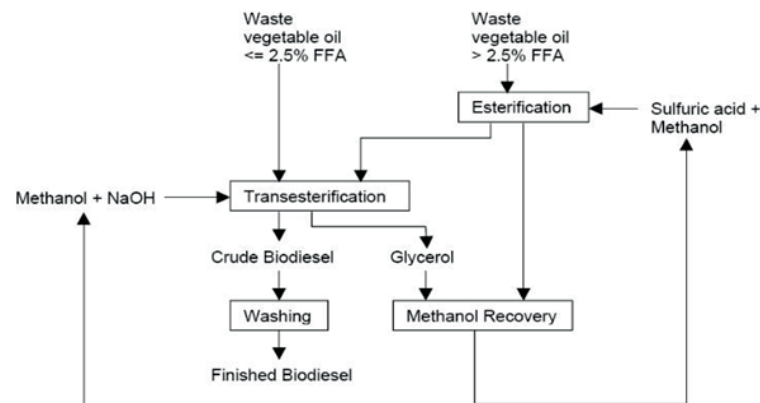 Waste
vegetable oil
<= 2.5% FFA
Waste
vegetable oil
> 2.5% FFA
Esterification
Sulfuric acid +
Methanol
Methanol + NaOH
Transesterification
Crude Biodiesel
Glycerol
Washing
Methanol Recovery
Finished Biodiesel